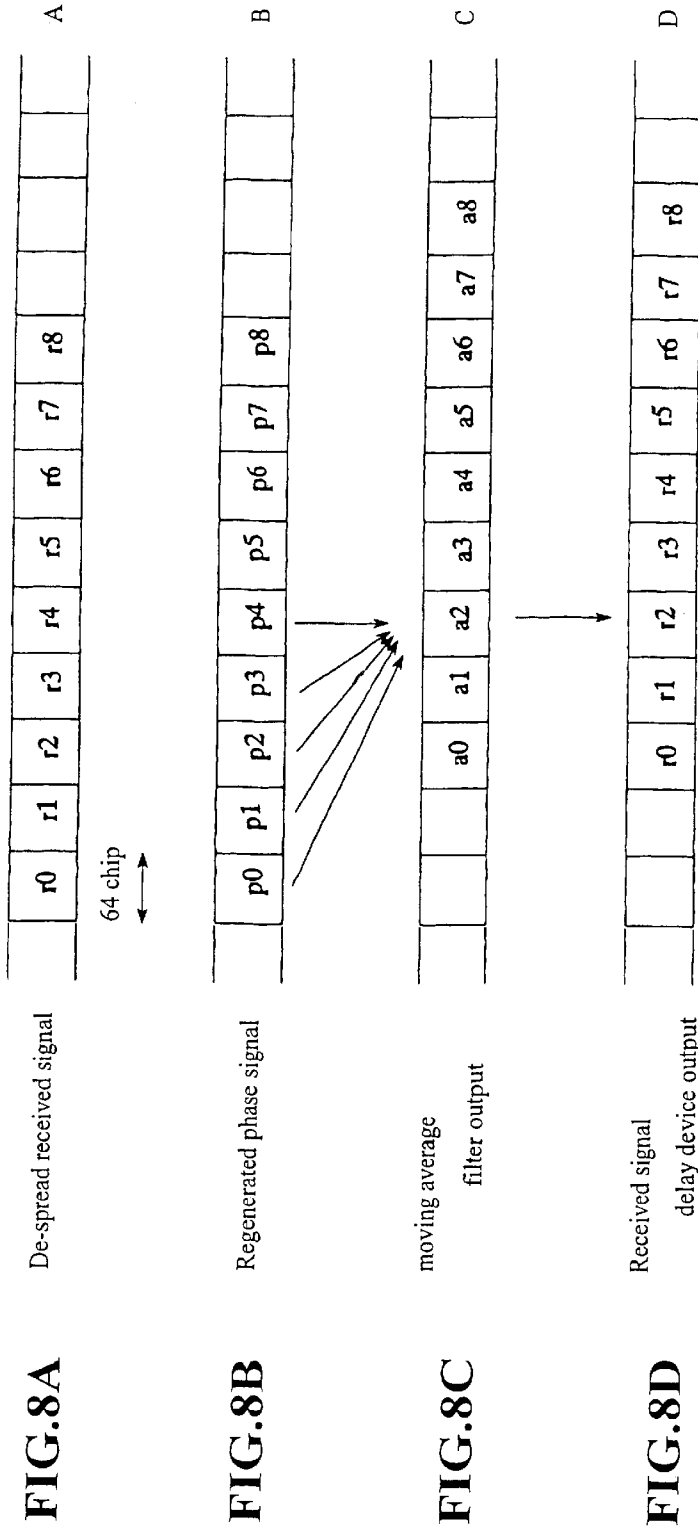 FIG.8A
De-spread received signal
r0 r1 r2 r3 r4 r5 r6 r7 r8
A
64 chip
FIG.8B
Regenerated phase signal
p0 p1 p2 p3 p4 p5 p6 p7 p8
B
FIG.8C
moving average
filter output
a0 a1 a2 a3 a4 a5 a6 a7 a8
C
FIG.8D
Received signal
delay device output
r0 r1 r2 r3 r4 r5 r6 r7 r8
D